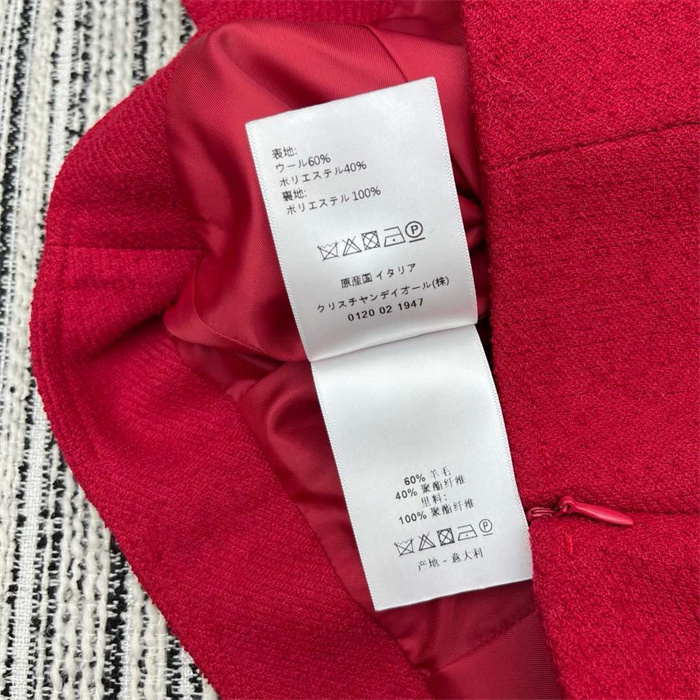 表地:
ウール60%
ポリエステル40%
裏地:
ポリエステル100%
P
原産国 イタリア
クリスチャンディオール(株)
0120 02 1947
60% 羊毛
40% 聚酯纤维
里料:
100% 聚酯纤维
P
产地 - 意大利